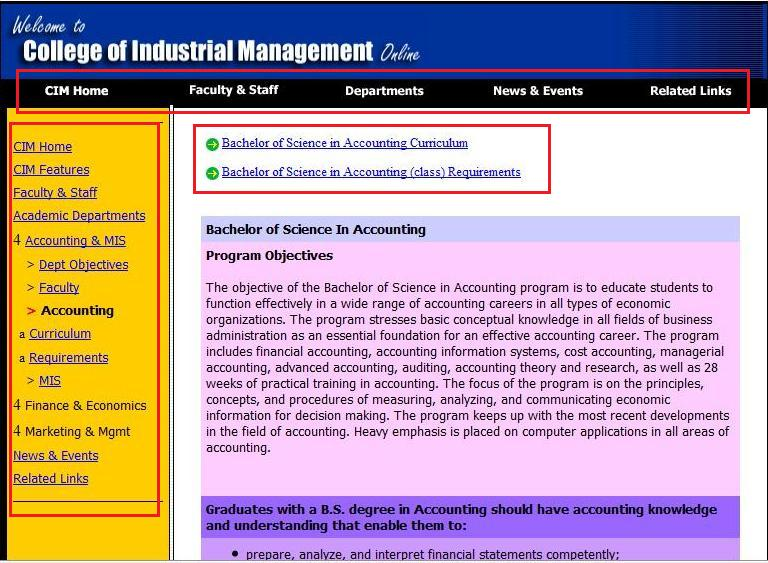 Welcome to
College of Industrial Management Online
CIM Home Faculty & Staff Departments News & Events Related Links
CIM Home
CIM Features
Faculty & Staff
Academic Departments
4 Accounting & MIS
> Dept Objectives
> Faculty
> Accounting
a Curriculum
a Requirements
> MIS
4 Finance & Economics
4 Marketing & Mgmt
News & Events
Related Links
Bachelor of Science in Accounting Curriculum
Bachelor of Science in Accounting (class) Requirements
Bachelor of Science In Accounting
Program Objectives
The objective of the Bachelor of Science in Accounting program is to educate students to
function effectively in a wide range of accounting careers in all types of economic
organizations. The program stresses basic conceptual knowledge in all fields of business
administration as an essential foundation for an effective accounting career. The program
includes financial accounting, accounting information systems, cost accounting, managerial
accounting, advanced accounting, auditing, accounting theory and research, as well as 28
weeks of practical training in accounting. The focus of the program is on the principles,
concepts, and procedures of measuring, analyzing, and communicating economic
information for decision making. The program keeps up with the most recent developments
in the field of accounting. Heavy emphasis is placed on computer applications in all areas of
accounting.
Graduates with a B.S. degree in Accounting should have accounting knowledge
and understanding that enable them to:
• prepare, analyze, and interpret financial statements competently;